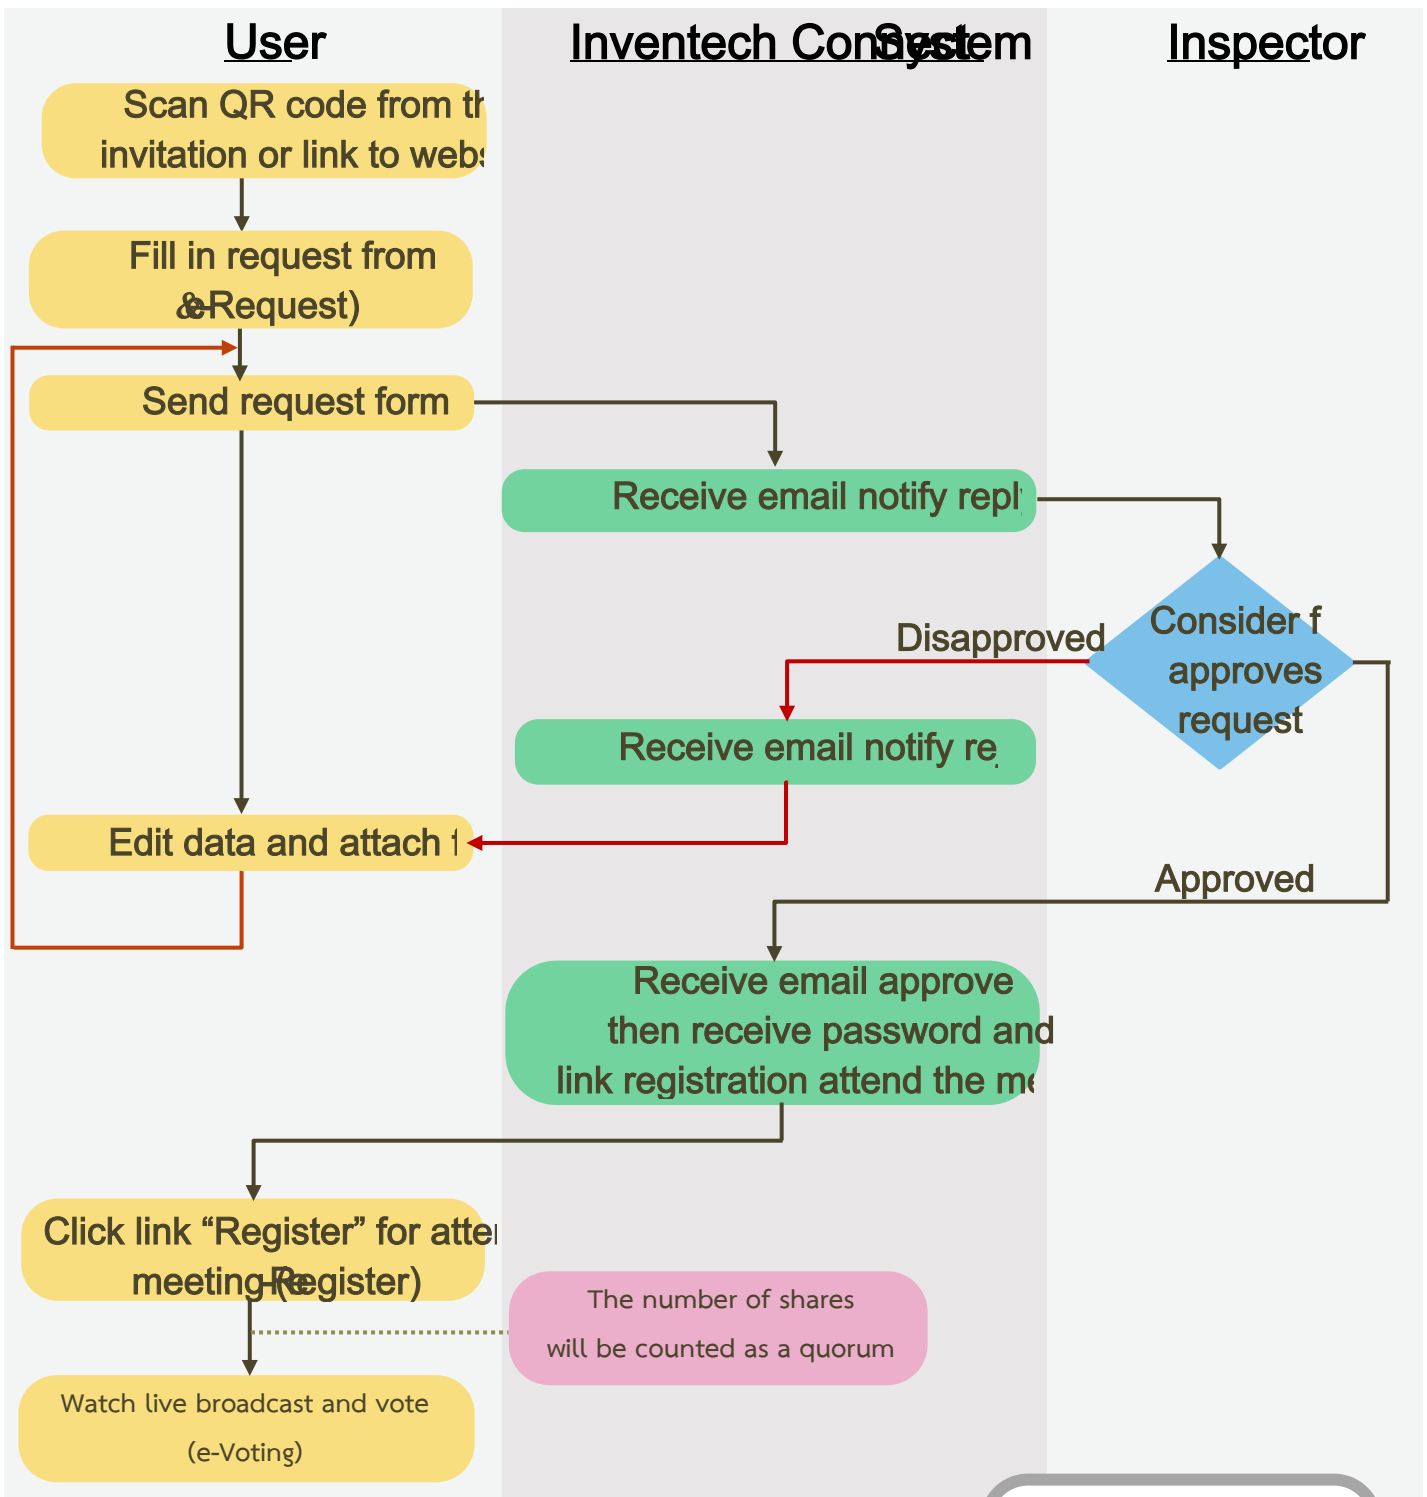 User
Inventech Connect System
Inspector
Scan QR code from th
invitation or link to webs
Fill in request from
(e-Request)
Send request form
Receive email notify reply
Consider f
approves
request
Disapproved
Receive email notify re
Edit data and attach f
Approved
Receive email approve
then receive password and
link registration attend the me
Click link “Register” for atten
meeting (e-Register)
The number of shares
will be counted as a quorum
Watch live broadcast and vote
(e-Voting)